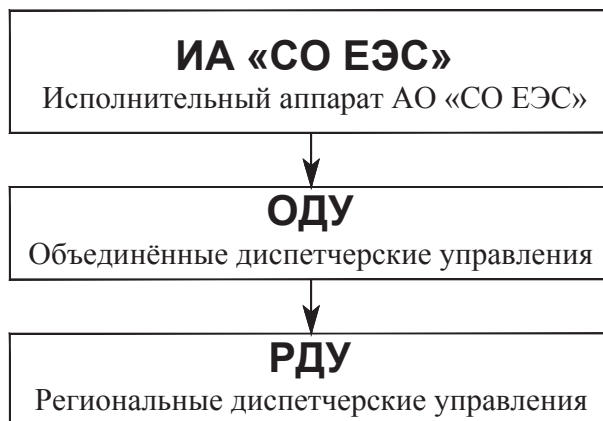 ИА «СО ЕЭС»
Исполнительный аппарат АО «СО ЕЭС»
ОДУ
Объединённые диспетчерские управления
РДУ
Региональные диспетчерские управления